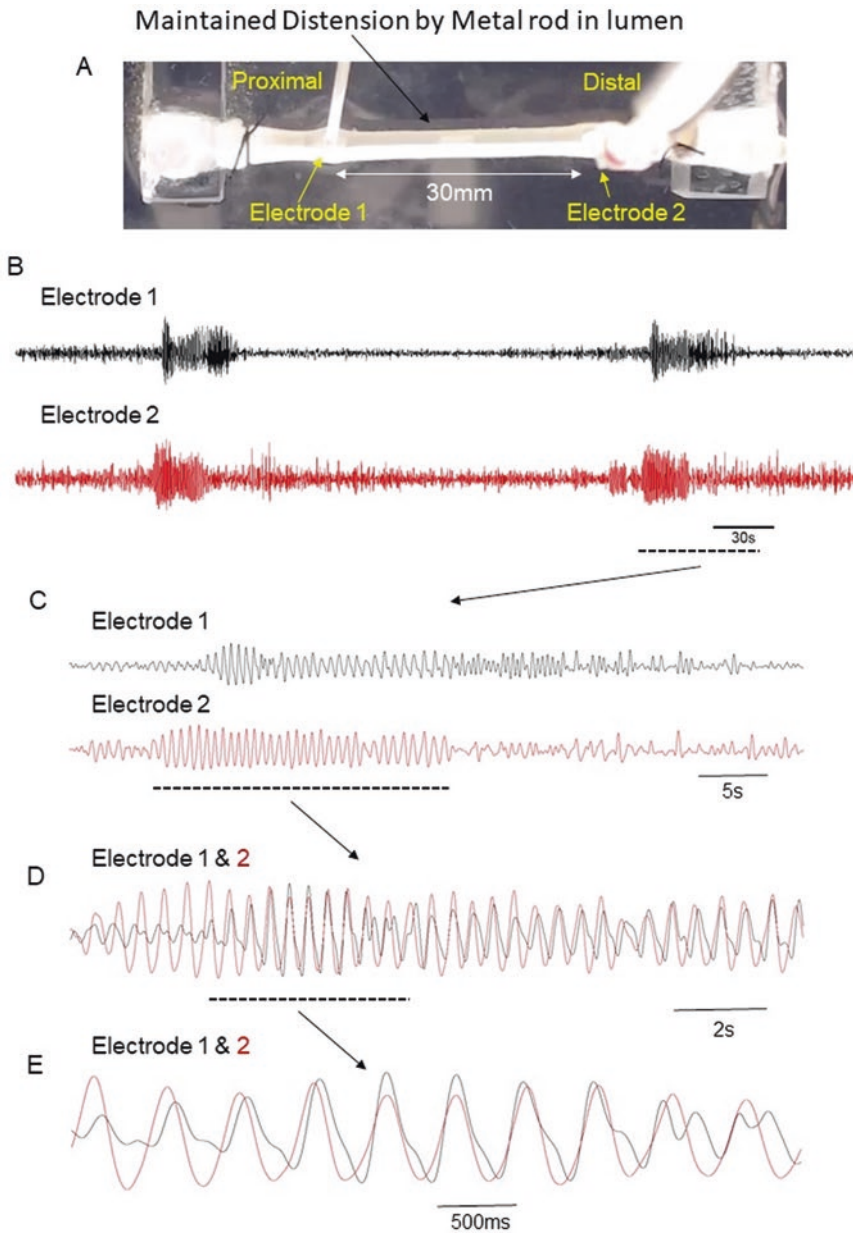 Maintained Distension by Metal rod in lumen
A
Proximal
Distal
30mm
Electrode 1
Electrode 2
B
Electrode 1
Electrode 2
30s
C
Electrode 1
Electrode 2
5s
Electrode 1 & 2
D
2s
Electrode 1 & 2
E
500ms